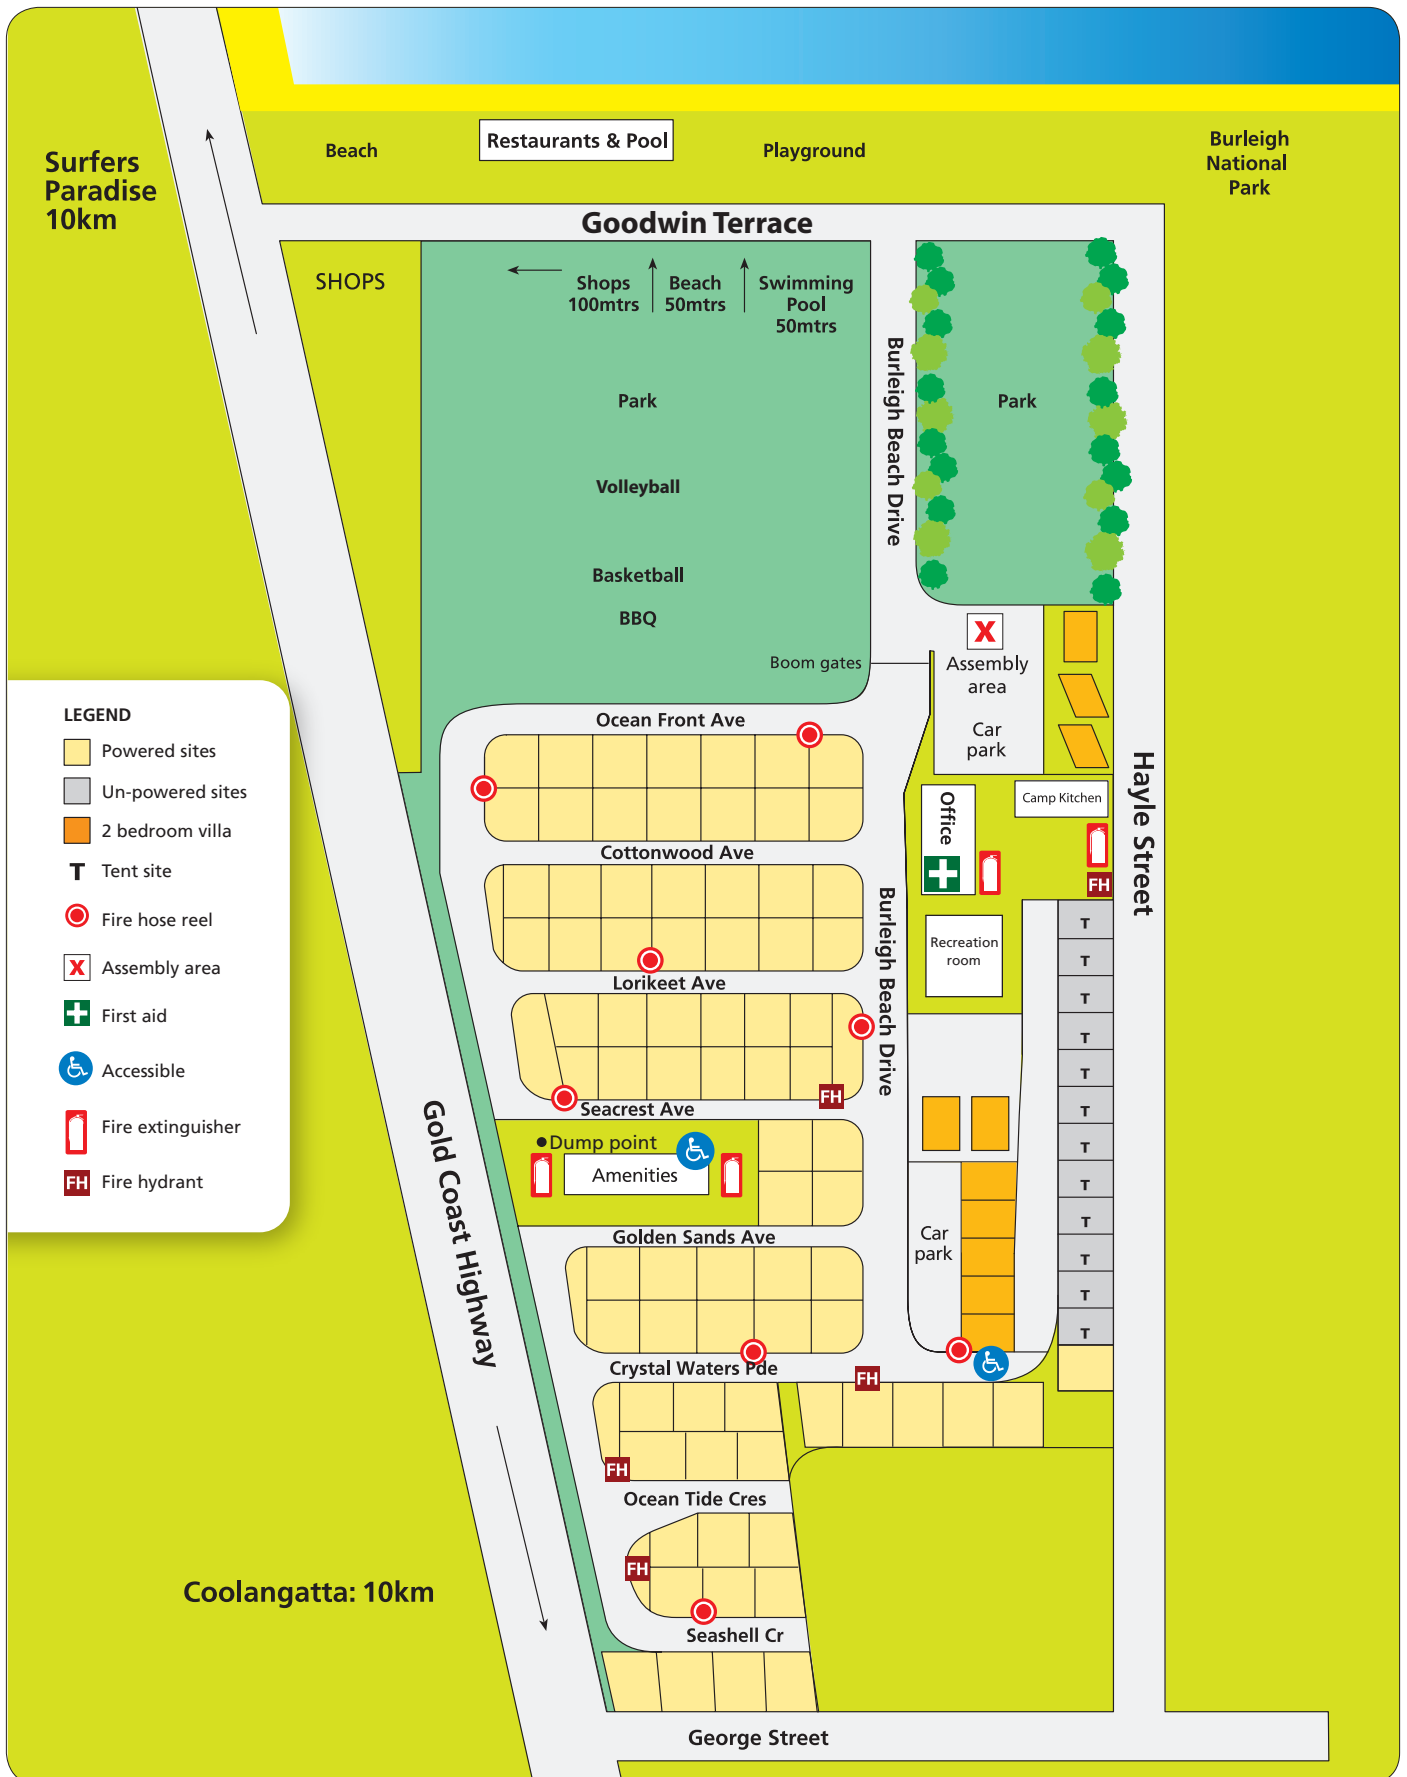 Surfers
Paradise
10km
Beach
Restaurants & Pool
Playground
Burleigh
National
Park
Goodwin Terrace
SHOPS
Shops
100mtrs
Beach
50mtrs
Swimming
Pool
50mtrs
Burleigh Beach Drive
Park
Park
Volleyball
Basketball
BBQ
X
Boom gates
Assembly
area
Car
park
Ocean Front Ave
Hayle Street
Office
Camp Kitchen
FH
Cottonwood Ave
Burleigh Beach Drive
Recreation
room
T
T
T
T
T
T
T
T
T
T
T
T
Lorikeet Ave
FH
Seacrest Ave
Dump point
Amenities
Gold Coast Highway
Golden Sands Ave
Car
park
Crystal Waters Pde
FH
FH
Ocean Tide Cres
FH
Seashell Cr
Coolangatta: 10km
George Street
LEGEND
Powered sites
Un-powered sites
2 bedroom villa
T Tent site
Fire hose reel
X Assembly area
First aid
Accessible
Fire extinguisher
FH Fire hydrant